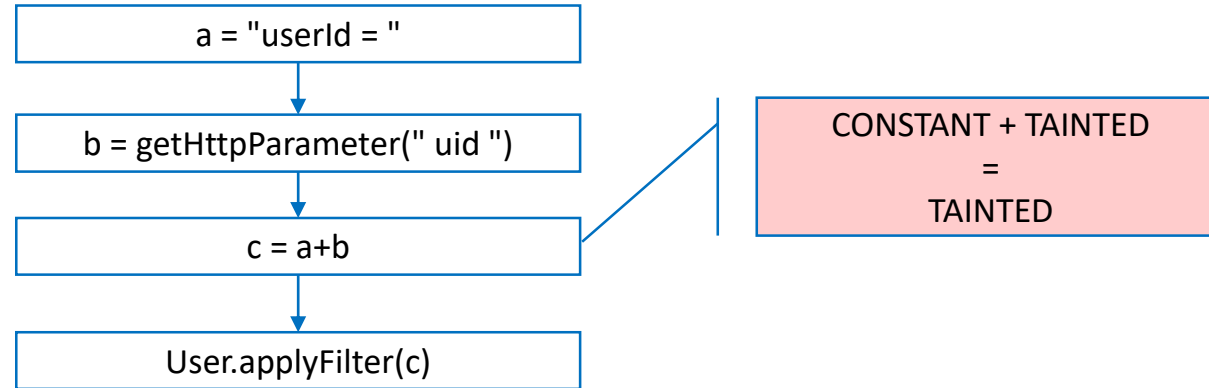 a = "userId = "
b = getHttpParameter(" uid ")
c = a+b
User.applyFilter(c)
CONSTANT + TAINTED
=
TAINTED